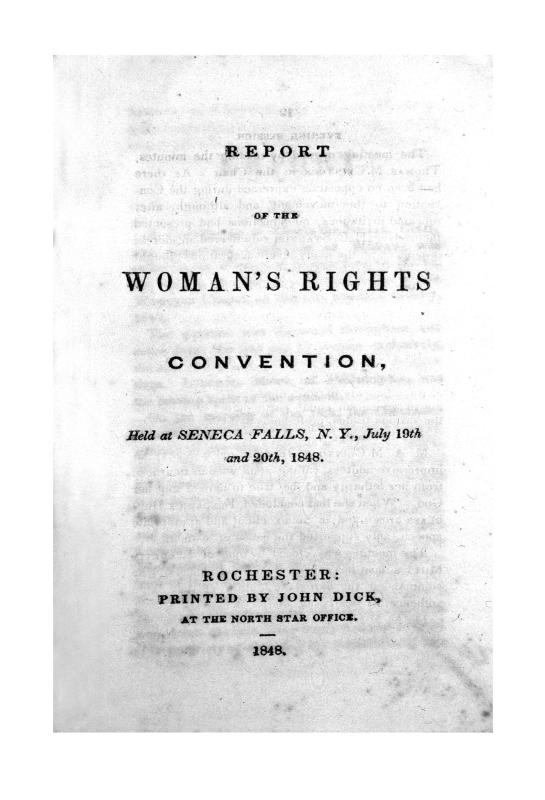 REPORT
OF THE
WOMAN'S RIGHTS
CONVENTION,
Held at SENECA FALLS, N. Y., July 19th
and 20th, 1848.
ROCHESTER:
PRINTED BY JOHN DICK,
AT THE NORTH STAR OFFICE.
1848.